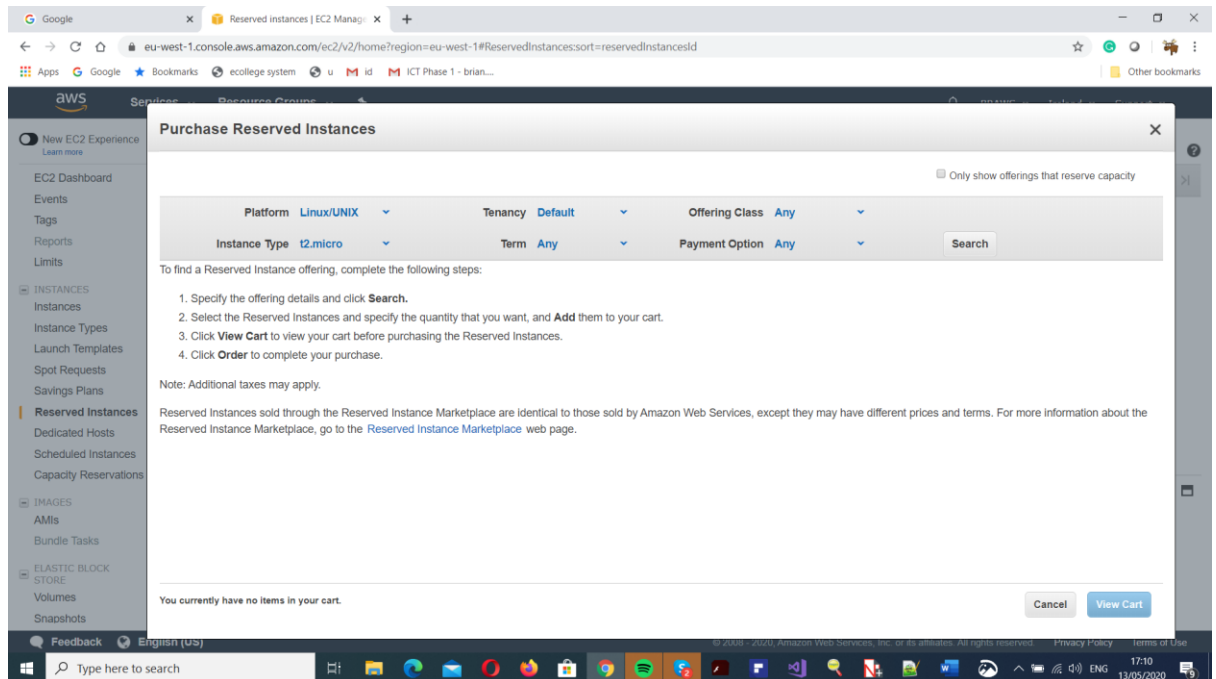 Google
Reserved instances | EC2 Manage
eu-west-1.console.aws.amazon.com/ec2/v2/home?region=eu-west-1#ReservedInstances:sort=reservedInstancesId
Apps Google Bookmarks ecollege system u id ICT Phase 1 - brian.... Other bookmarks
aws Services Resource Groups Ireland Support
Purchase Reserved Instances
New EC2 Experience
Learn more
Only show offerings that reserve capacity
EC2 Dashboard
Events
Tags
Reports
Limits
INSTANCES
Instances
Instance Types
Launch Templates
Spot Requests
Savings Plans
Reserved Instances
Dedicated Hosts
Scheduled Instances
Capacity Reservations
IMAGES
AMIs
Bundle Tasks
ELASTIC BLOCK
STORE
Volumes
Snapshots
Platform Linux/UNIX Tenancy Default Offering Class Any
Instance Type t2.micro Term Any Payment Option Any Search
To find a Reserved Instance offering, complete the following steps:
1. Specify the offering details and click Search.
2. Select the Reserved Instances and specify the quantity that you want, and Add them to your cart.
3. Click View Cart to view your cart before purchasing the Reserved Instances.
4. Click Order to complete your purchase.
Note: Additional taxes may apply.
Reserved Instances sold through the Reserved Instance Marketplace are identical to those sold by Amazon Web Services, except they may have different prices and terms. For more information about the
Reserved Instance Marketplace, go to the Reserved Instance Marketplace web page.
You currently have no items in your cart.
Cancel View Cart
Feedback English (US) © 2008 - 2020, Amazon Web Services, Inc. or its affiliates. All rights reserved. Privacy Policy Terms of Use
Type here to search
ENG 17:10
13/05/2020